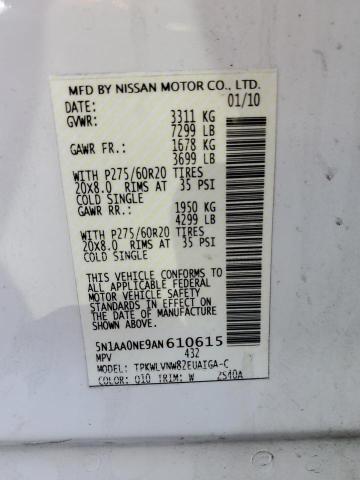 MFD BY NISSAN MOTOR CO., LTD.
DATE: 01/10
GVWR: 3311 KG
7299 LB
GAWR FR.: 1678 KG
3699 LB
WITH P275/60R20 TIRES
20x8.0 RIMS AT 35 PSI
COLD SINGLE
GAWR RR: 1950 KG
4299 LB
WITH P275/60R20 TIRES
20x8.0 RIMS AT 35 PSI
COLD SINGLE
THIS VEHICLE CONFORMS TO
ALL APPLICABLE FEDERAL
MOTOR VEHICLE SAFETY
STANDARDS IN EFFECT ON
THE DATE OF MANUFACTURE
SHOWN ABOVE.
5N1AA0NE9AN610615
MPV 432
MODEL: TPKWLVNW82EUAIGA-C
COLOR: QIO TRIM: W 2S40A